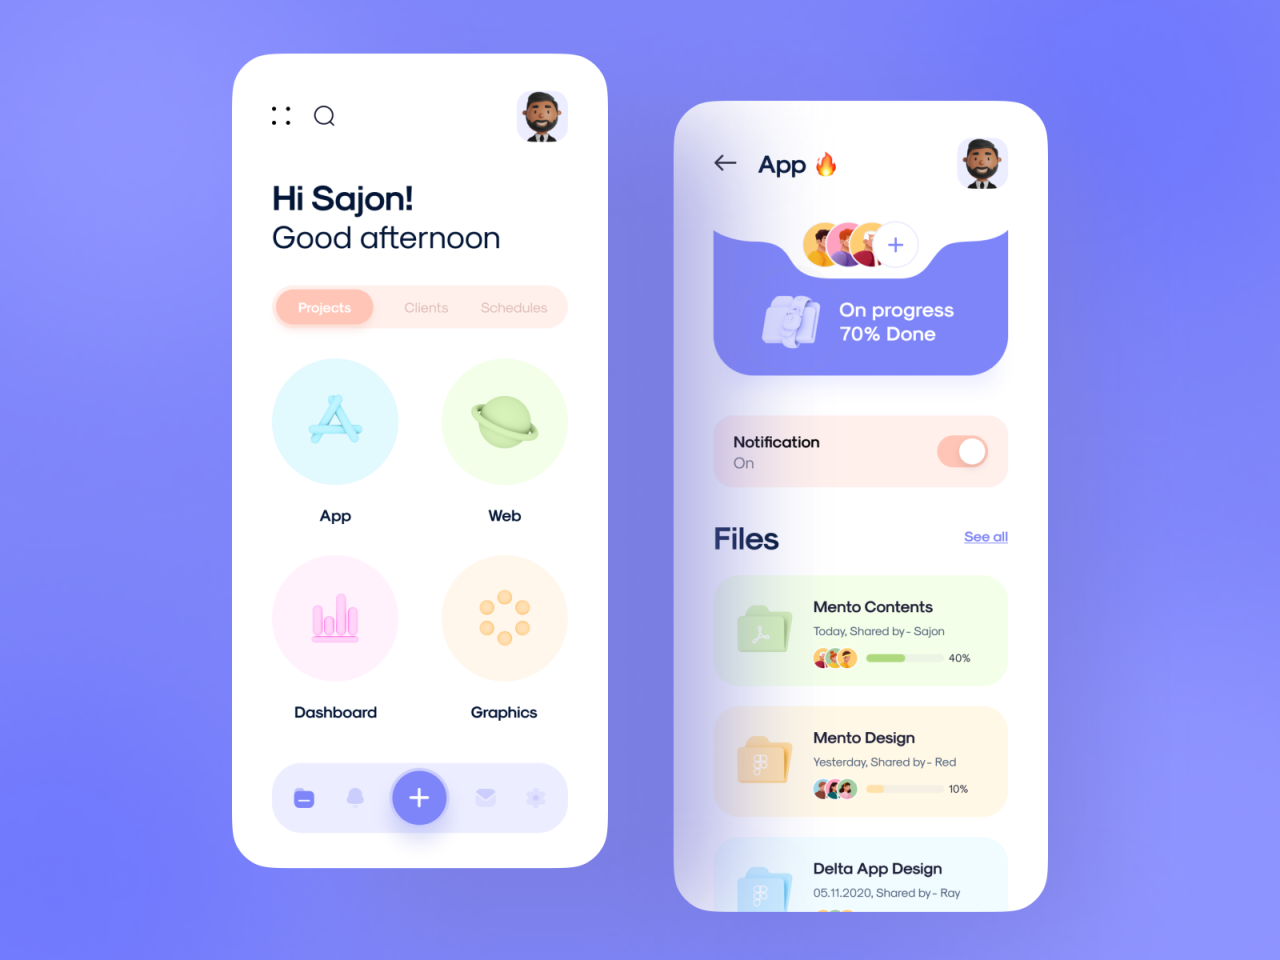 Hi Sajon!
Good afternoon
Projects Clients Schedules
App Web
Dashboard Graphics
App 🔥
On progress
70% Done
Notification
On
Files See all
Mento Contents
Today, Shared by - Sajon
40%
Mento Design
Yesterday, Shared by - Red
10%
Delta App Design
05.11.2020, Shared by - Ray